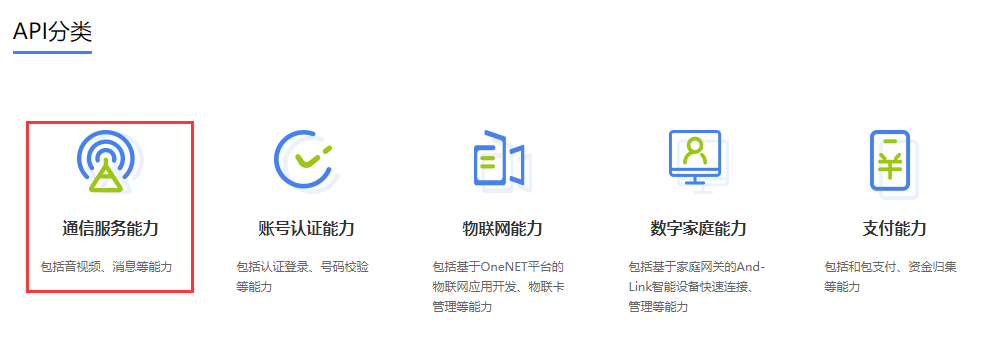 API分类
通信服务能力
包括音视频、消息等能力
账号认证能力
包括认证登录、号码校验
等能力
物联网应用能力
包括基于OneNET平台的
物联网应用开发、物联卡
管理等能力
数字家庭能力
包括基于家庭网关的And-
Link智能设备快速连接、
管理等能力
支付能力
包括和包支付、资金归集
等能力